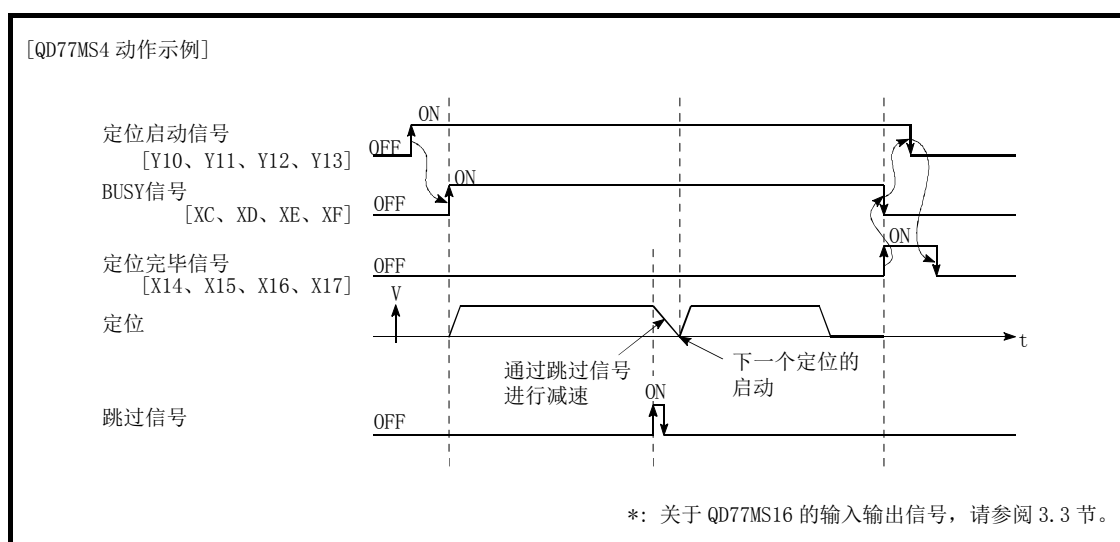 [QD77MS4 动作示例]
ON
定位启动信号
[Y10、Y11、Y12、Y13]
OFF
BUSY信号
ON
[XC、XD、XE、XF]
OFF
ON
定位完毕信号
OFF
[X14、X15、X16、X17]
V
定位
t
通过跳过信号
进行减速
下一个定位的
启动
ON
跳过信号
OFF
*: 关于 QD77MS16 的输入输出信号，请参阅 3.3 节。